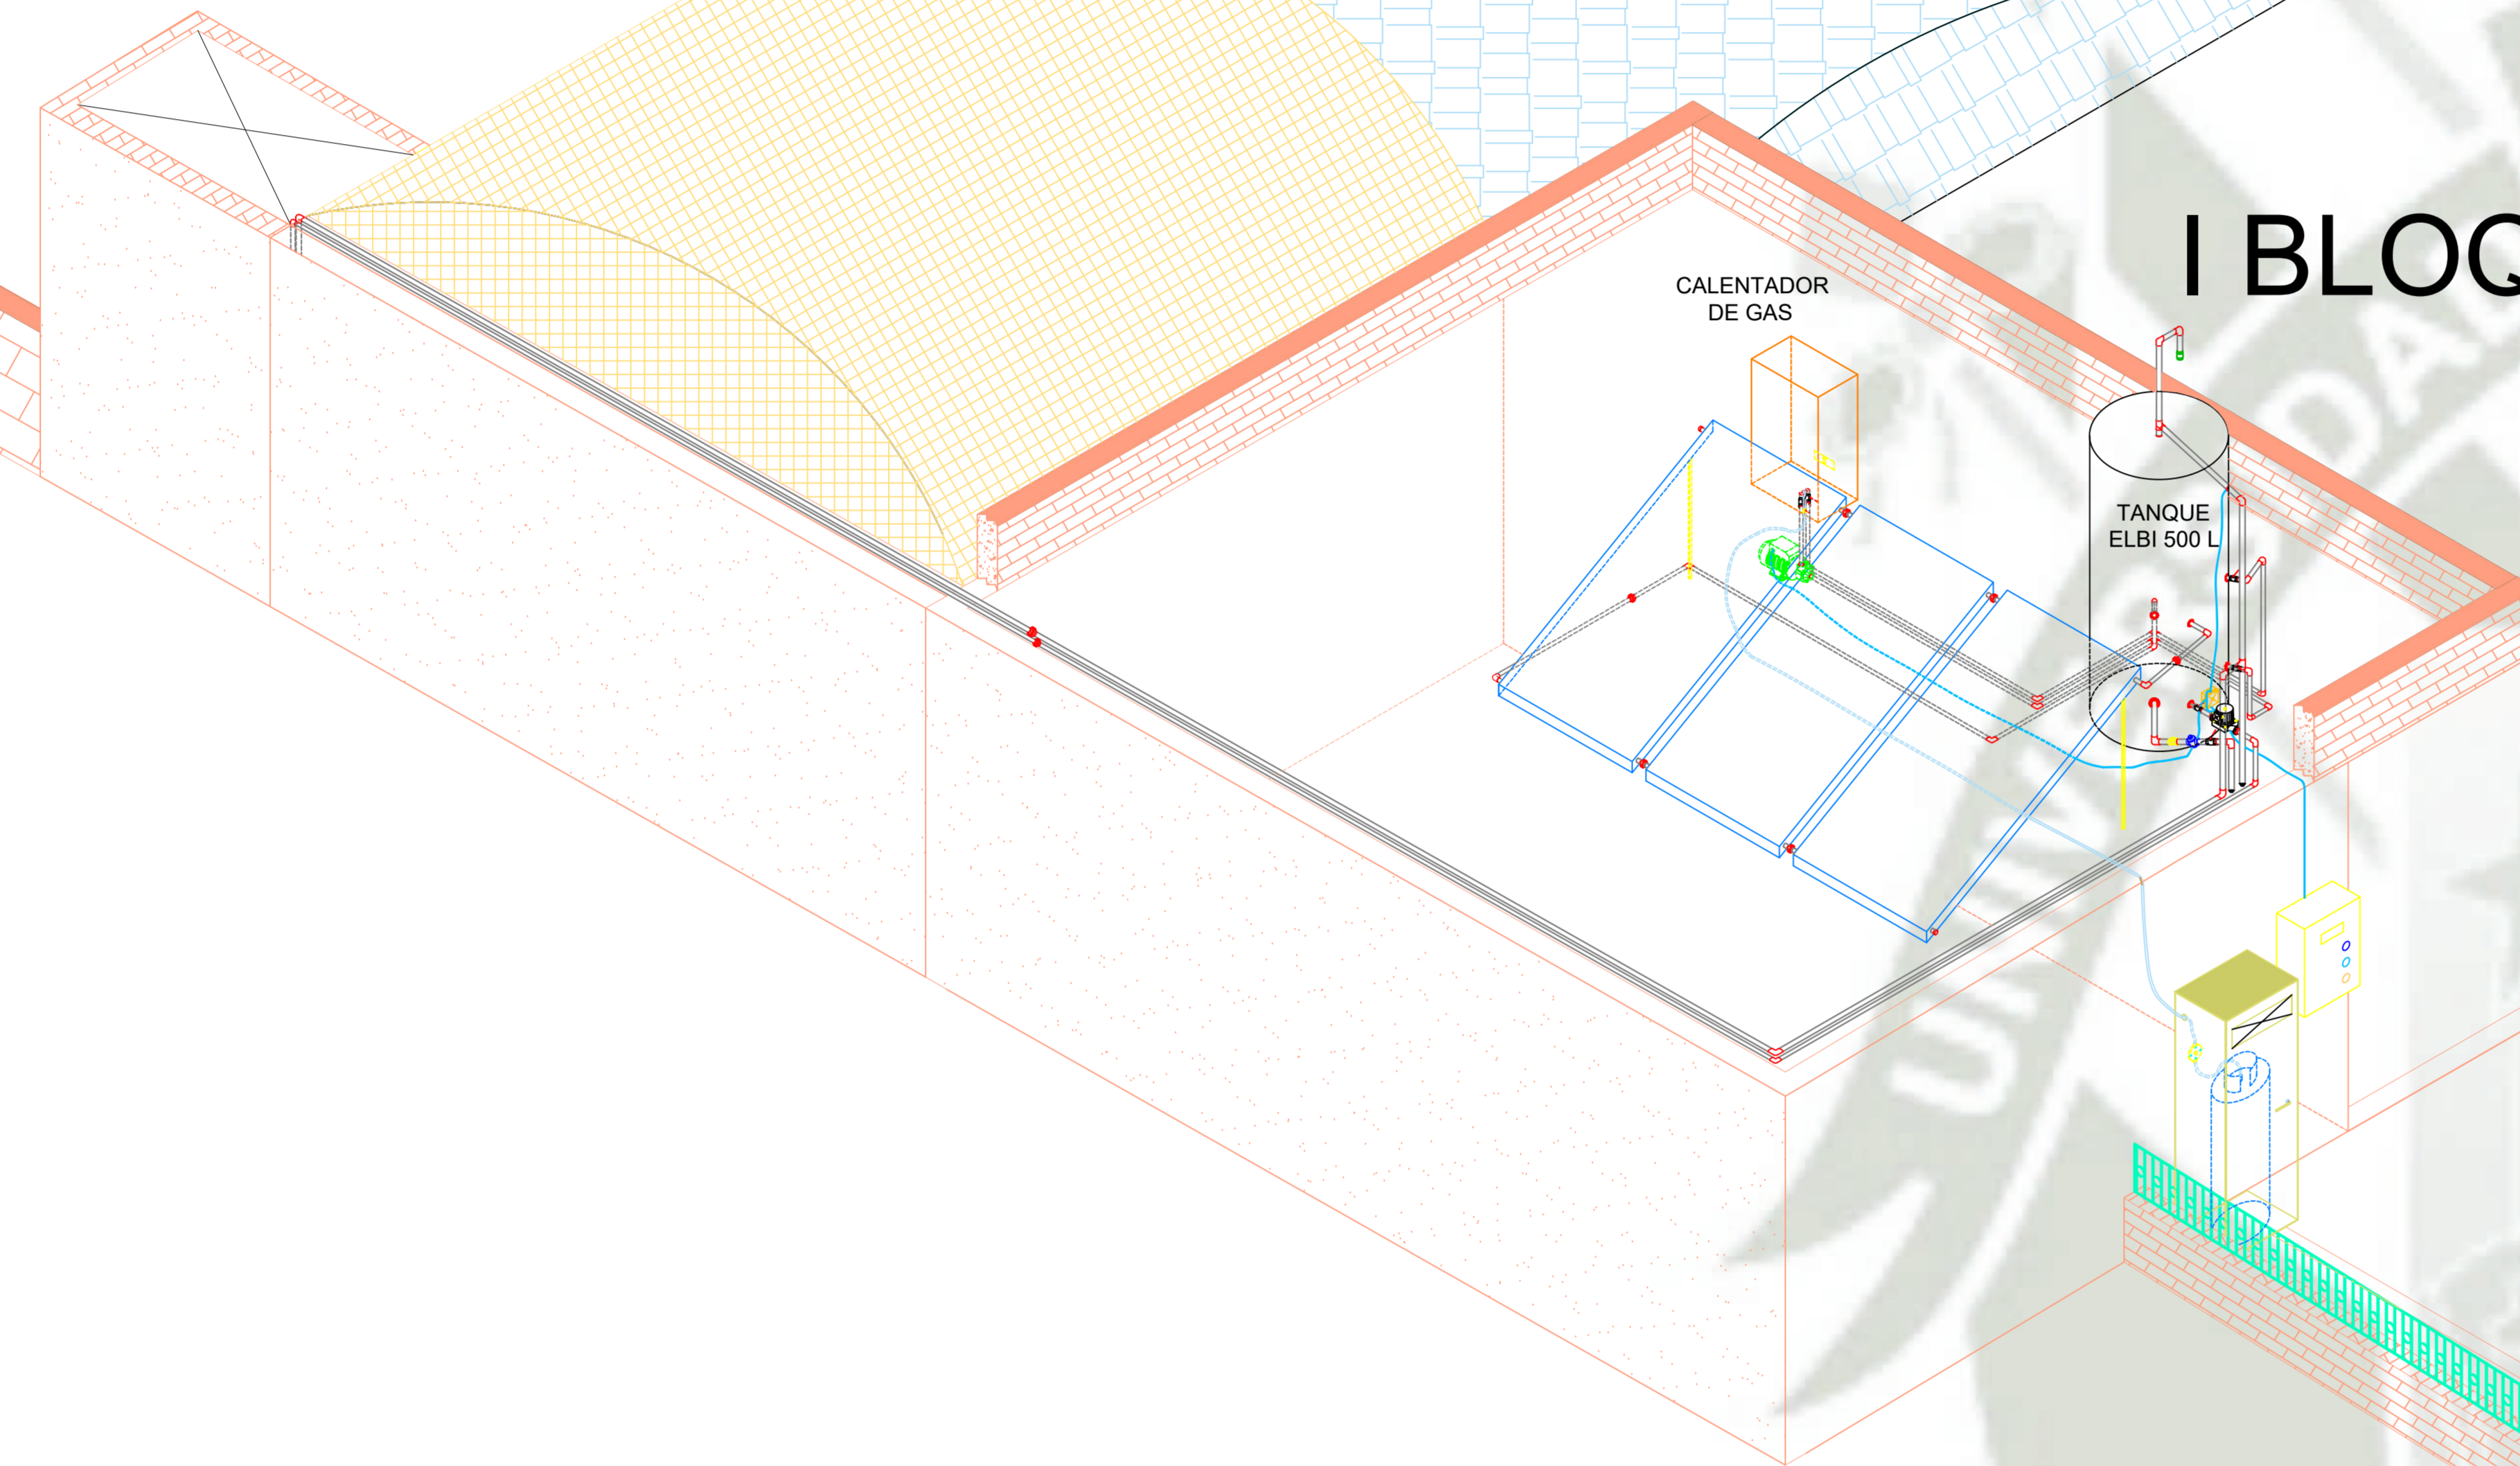 I BLOQ
CALENTADOR
DE GAS
TANQUE
ELBI 500 L